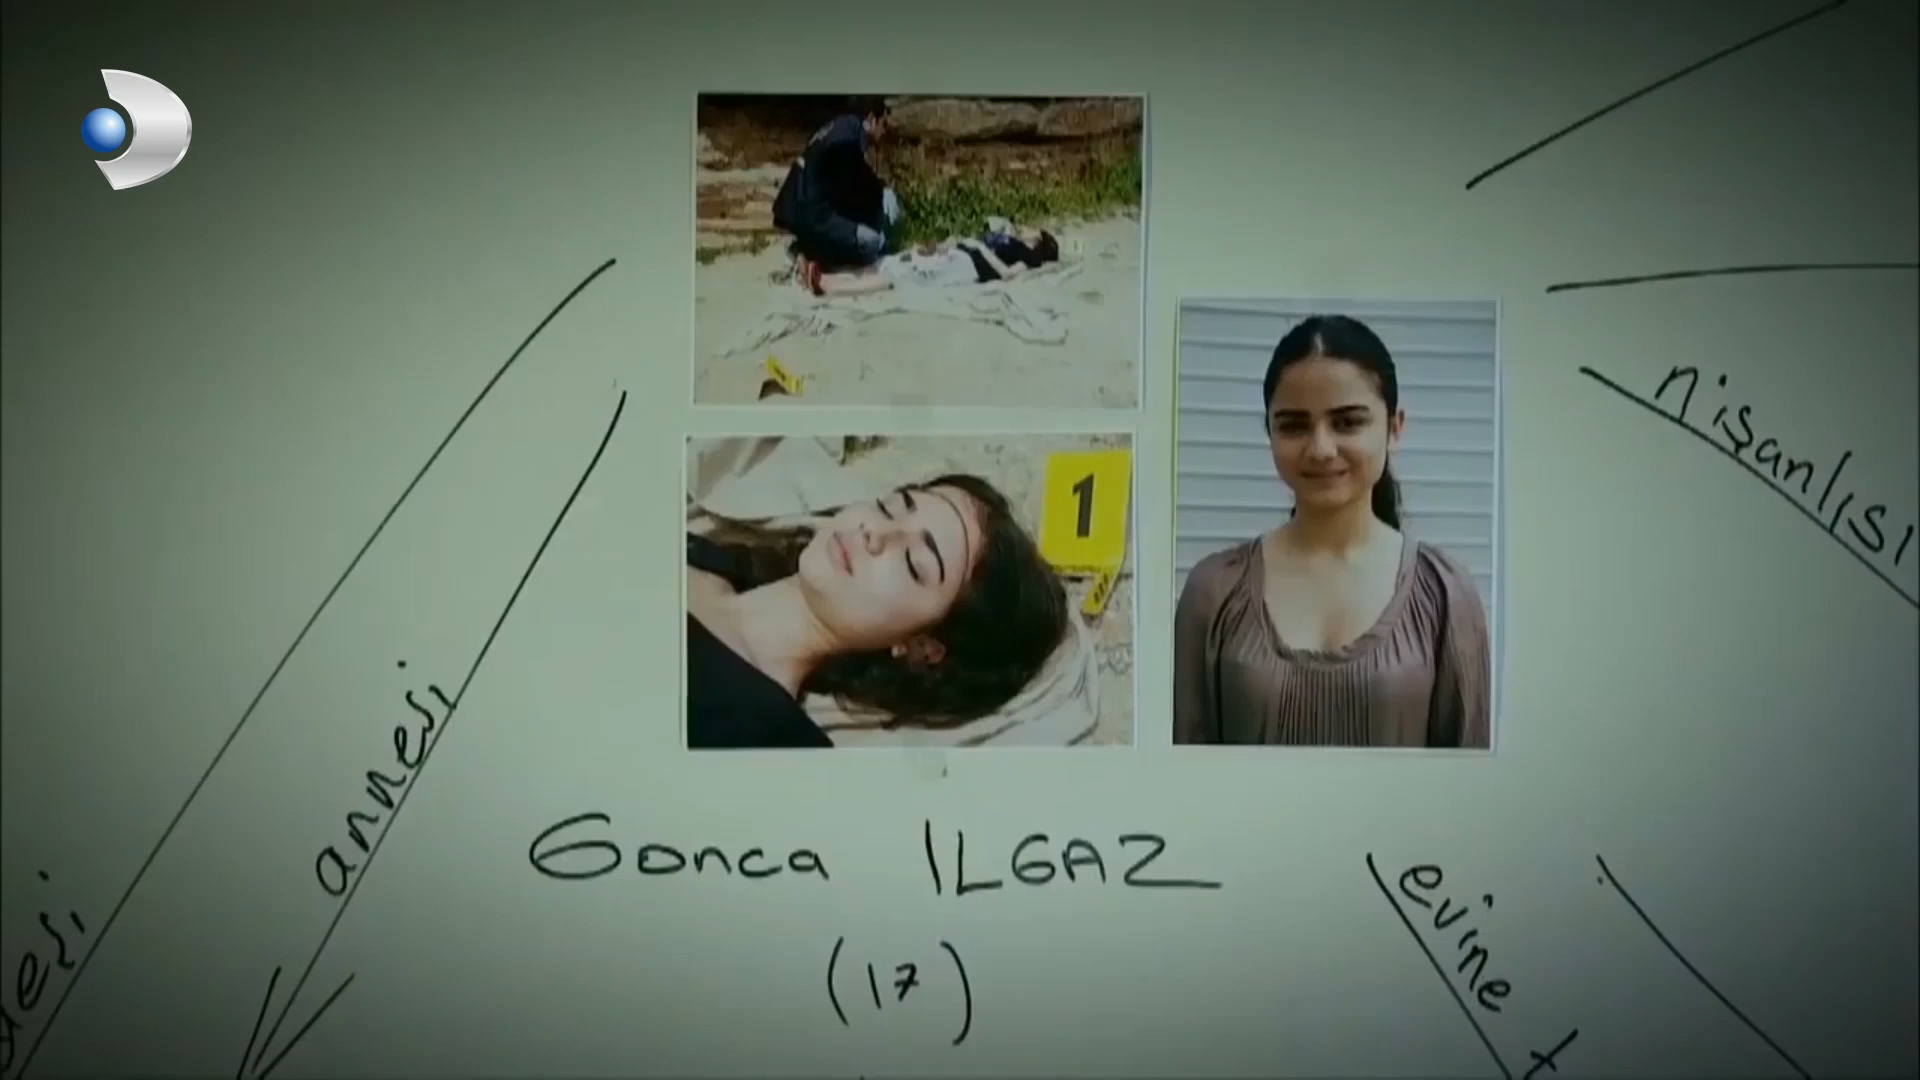 1
nişanlısı
annesi
Gonca ILGAZ
(17)
evine